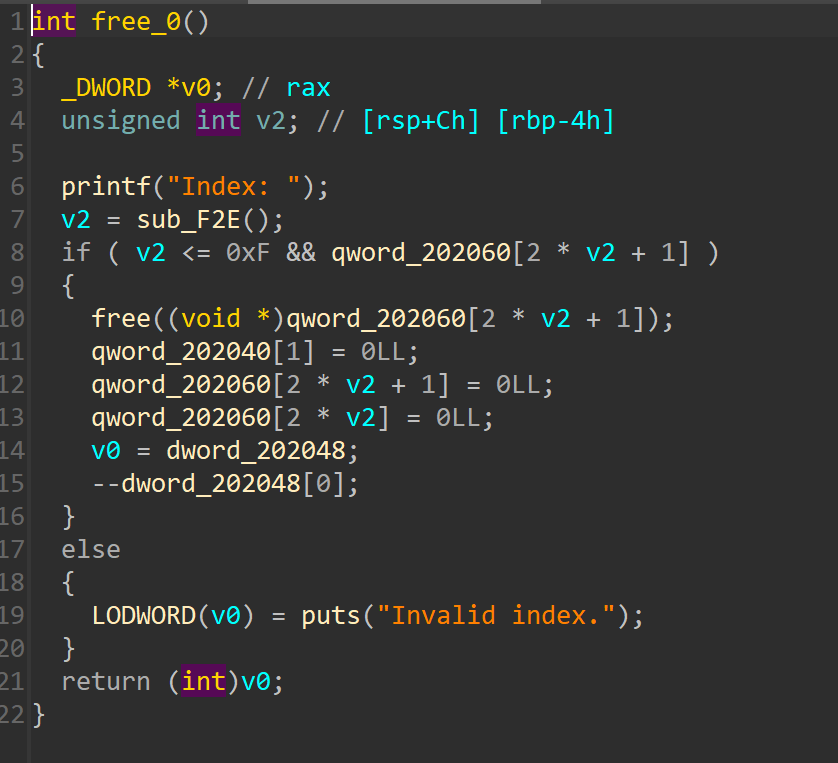 1 int free_0()
2 {
3 _DWORD *v0; // rax
4 unsigned int v2; // [rsp+Ch] [rbp-4h]
5
6 printf("Index: ");
7 v2 = sub_F2E();
8 if ( v2 <= 0xF && qword_202060[2 * v2 + 1] )
9 {
10 free((void *)qword_202060[2 * v2 + 1]);
11 qword_202040[1] = 0LL;
12 qword_202060[2 * v2 + 1] = 0LL;
13 qword_202060[2 * v2] = 0LL;
14 v0 = dword_202048;
15 --dword_202048[0];
16 }
17 else
18 {
19 LODWORD(v0) = puts("Invalid index.");
20 }
21 return (int)v0;
22 }